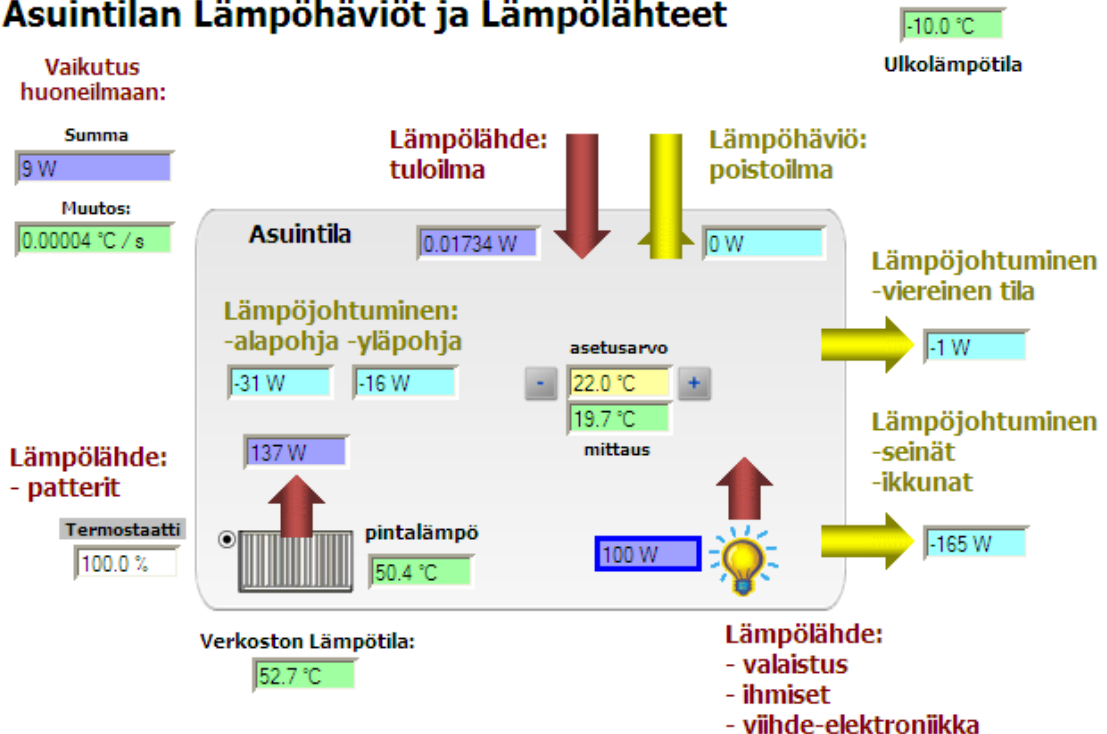 Asuintilan Lämpöhäviöt ja Lämpölähteet
-10.0 °C
Ulkolämpötila
Vaikutus
huoneilmaan:
Summa
9 W
Muutos:
0.00004 °C / s
Lämpölähde:
tuloilma
Lämpöhäviö:
poistoilma
Asuintila
0.01734 W
0 W
Lämpöjohtuminen
-viereinen tila
-1 W
Lämpöjohtuminen:
-alapohja -yläpohja
-31 W
-16 W
asetusarvo
-
22.0 °C
+
19.7 °C
mittaus
Lämpöjohtuminen
-seinät
-ikkunat
-165 W
137 W
Lämpölähde:
- patterit
Termostaatti
100.0 %
pintalämpö
50.4 °C
100 W
Verkoston Lämpötila:
52.7 °C
Lämpölähde:
- valaistus
- ihmiset
- viihde-elektroniikka